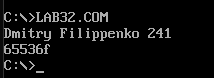 C:\>LAB32.COM
Dmitry Filippenko 241
65536f
C:\>_